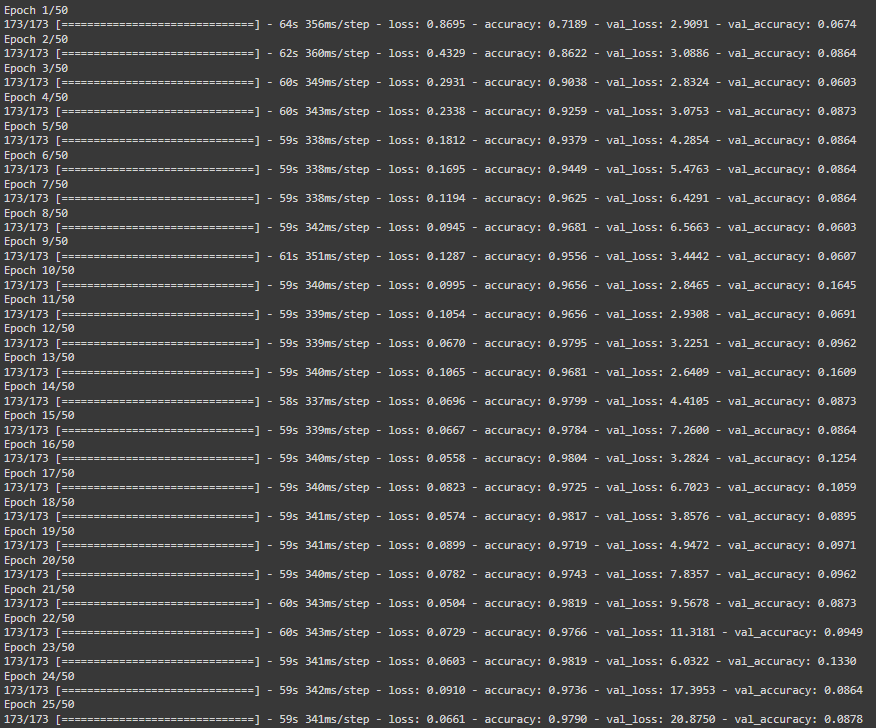 Epoch 1/50
173/173 [==============================] - 64s 356ms/step - loss: 0.8695 - accuracy: 0.7189 - val_loss: 2.9091 - val_accuracy: 0.0674
Epoch 2/50
173/173 [==============================] - 62s 360ms/step - loss: 0.4329 - accuracy: 0.8622 - val_loss: 3.0886 - val_accuracy: 0.0864
Epoch 3/50
173/173 [==============================] - 60s 349ms/step - loss: 0.2931 - accuracy: 0.9038 - val_loss: 2.8324 - val_accuracy: 0.0603
Epoch 4/50
173/173 [==============================] - 60s 343ms/step - loss: 0.2338 - accuracy: 0.9259 - val_loss: 3.0753 - val_accuracy: 0.0873
Epoch 5/50
173/173 [==============================] - 59s 338ms/step - loss: 0.1812 - accuracy: 0.9379 - val_loss: 4.2854 - val_accuracy: 0.0864
Epoch 6/50
173/173 [==============================] - 59s 338ms/step - loss: 0.1695 - accuracy: 0.9449 - val_loss: 5.4763 - val_accuracy: 0.0864
Epoch 7/50
173/173 [==============================] - 59s 338ms/step - loss: 0.1194 - accuracy: 0.9625 - val_loss: 6.4291 - val_accuracy: 0.0864
Epoch 8/50
173/173 [==============================] - 59s 342ms/step - loss: 0.0945 - accuracy: 0.9681 - val_loss: 6.5663 - val_accuracy: 0.0603
Epoch 9/50
173/173 [==============================] - 61s 351ms/step - loss: 0.1287 - accuracy: 0.9556 - val_loss: 3.4442 - val_accuracy: 0.0607
Epoch 10/50
173/173 [==============================] - 59s 340ms/step - loss: 0.0995 - accuracy: 0.9656 - val_loss: 2.8465 - val_accuracy: 0.1645
Epoch 11/50
173/173 [==============================] - 59s 339ms/step - loss: 0.1054 - accuracy: 0.9656 - val_loss: 2.9308 - val_accuracy: 0.0691
Epoch 12/50
173/173 [==============================] - 59s 339ms/step - loss: 0.0670 - accuracy: 0.9795 - val_loss: 3.2251 - val_accuracy: 0.0962
Epoch 13/50
173/173 [==============================] - 59s 340ms/step - loss: 0.1065 - accuracy: 0.9681 - val_loss: 2.6409 - val_accuracy: 0.1609
Epoch 14/50
173/173 [==============================] - 58s 337ms/step - loss: 0.0696 - accuracy: 0.9799 - val_loss: 4.4105 - val_accuracy: 0.0873
Epoch 15/50
173/173 [==============================] - 59s 339ms/step - loss: 0.0667 - accuracy: 0.9784 - val_loss: 7.2600 - val_accuracy: 0.0864
Epoch 16/50
173/173 [==============================] - 59s 340ms/step - loss: 0.0558 - accuracy: 0.9804 - val_loss: 3.2824 - val_accuracy: 0.1254
Epoch 17/50
173/173 [==============================] - 59s 340ms/step - loss: 0.0823 - accuracy: 0.9725 - val_loss: 6.7023 - val_accuracy: 0.1059
Epoch 18/50
173/173 [==============================] - 59s 341ms/step - loss: 0.0574 - accuracy: 0.9817 - val_loss: 3.8576 - val_accuracy: 0.0895
Epoch 19/50
173/173 [==============================] - 59s 341ms/step - loss: 0.0899 - accuracy: 0.9719 - val_loss: 4.9472 - val_accuracy: 0.0971
Epoch 20/50
173/173 [==============================] - 59s 340ms/step - loss: 0.0782 - accuracy: 0.9743 - val_loss: 7.8357 - val_accuracy: 0.0962
Epoch 21/50
173/173 [==============================] - 60s 343ms/step - loss: 0.0504 - accuracy: 0.9819 - val_loss: 9.5678 - val_accuracy: 0.0873
Epoch 22/50
173/173 [==============================] - 60s 343ms/step - loss: 0.0729 - accuracy: 0.9766 - val_loss: 11.3181 - val_accuracy: 0.0949
Epoch 23/50
173/173 [==============================] - 59s 341ms/step - loss: 0.0603 - accuracy: 0.9819 - val_loss: 6.0322 - val_accuracy: 0.1330
Epoch 24/50
173/173 [==============================] - 59s 342ms/step - loss: 0.0910 - accuracy: 0.9736 - val_loss: 17.3953 - val_accuracy: 0.0864
Epoch 25/50
173/173 [==============================] - 59s 341ms/step - loss: 0.0661 - accuracy: 0.9790 - val_loss: 20.8750 - val_accuracy: 0.0878